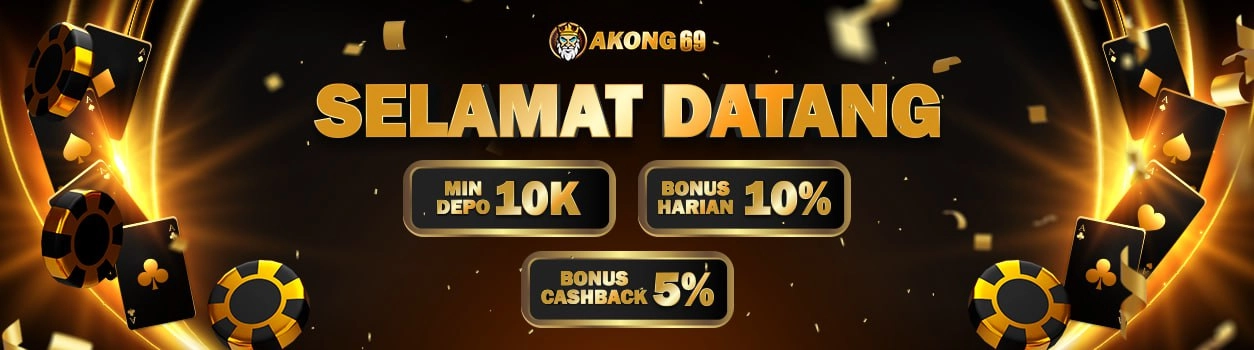 AKONG69
SELAMAT DATANG
MIN
DEPO 10K
BONUS
HARIAN 10%
BONUS
CASHBACK 5%